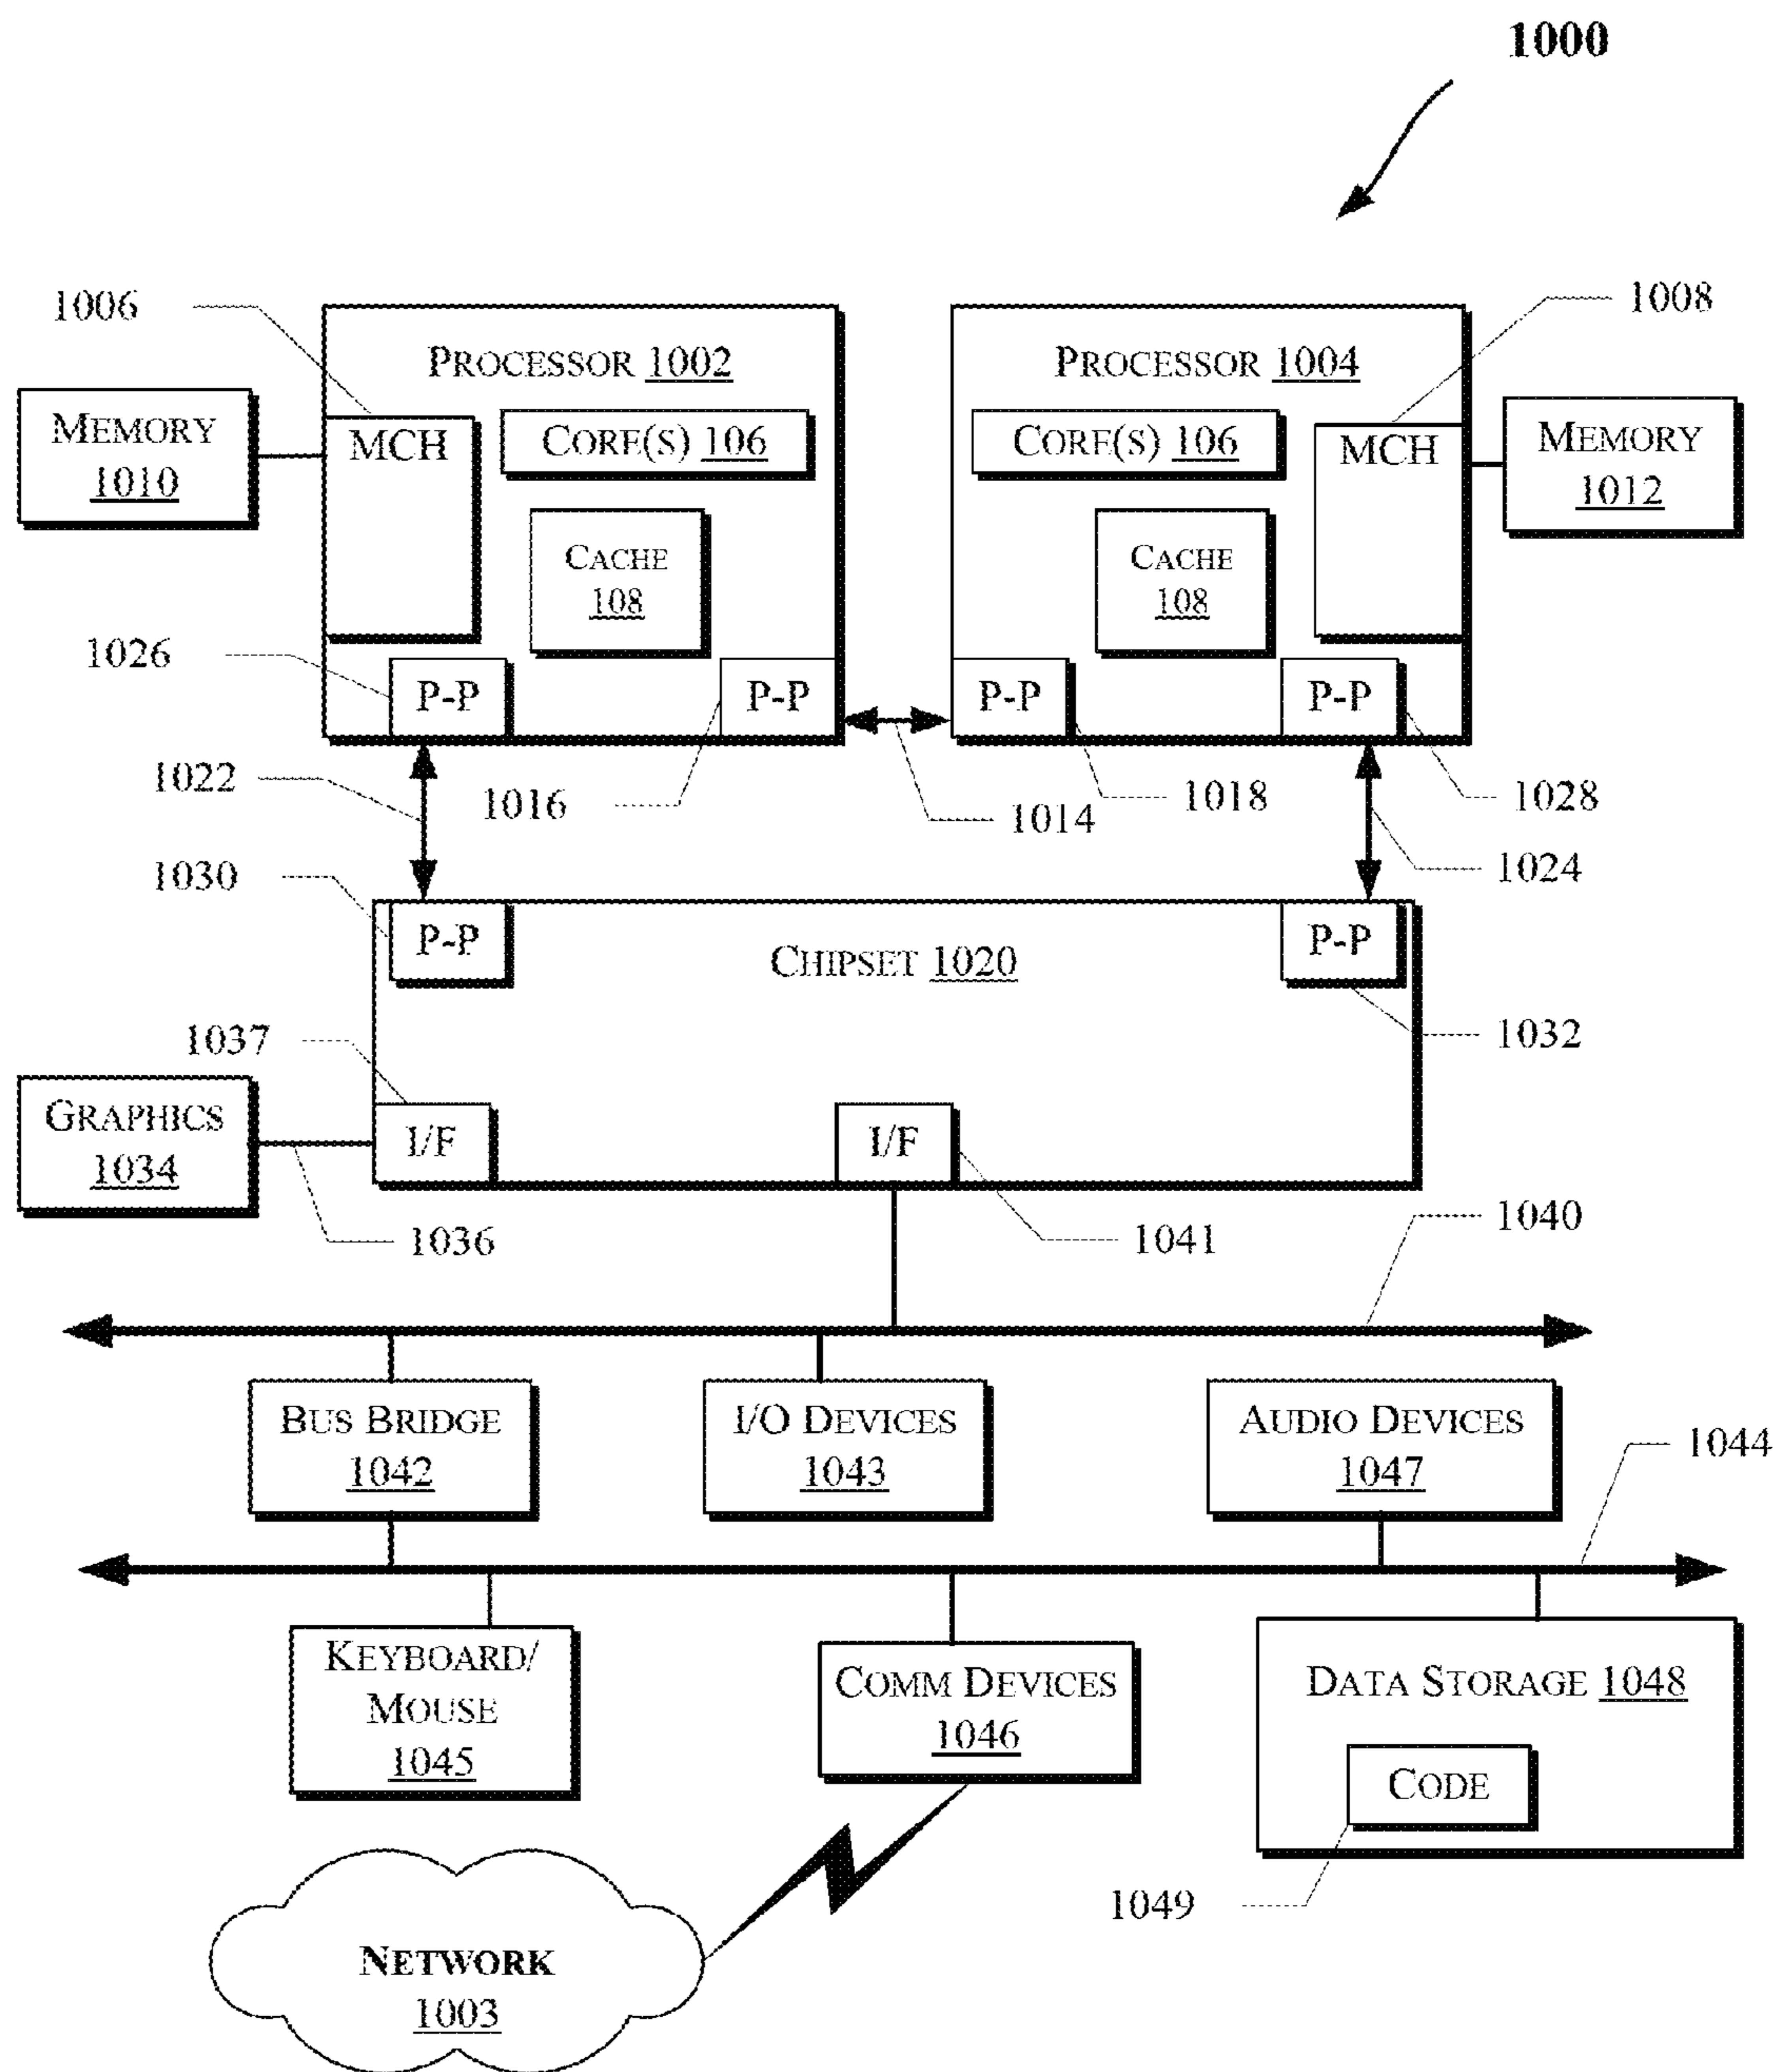 1000
1006
1008
PROCESSOR 1002
PROCESSOR 1004
MEMORY
1010
MCH
CORE(S) 106
CORE(S) 106
MCH
MEMORY
1012
CACHE
108
CACHE
108
1026
P-P
P-P
P-P
P-P
1022
1016
1014
1018
1028
1024
1030
P-P
CHIPSET 1020
P-P
1032
1037
GRAPHICS
1034
I/F
I/F
1036
1041
1040
BUS BRIDGE
1042
I/O DEVICES
1043
AUDIO DEVICES
1047
1044
KEYBOARD/
MOUSE
1045
COMM DEVICES
1046
DATA STORAGE 1048
CODE
1049
NETWORK
1003